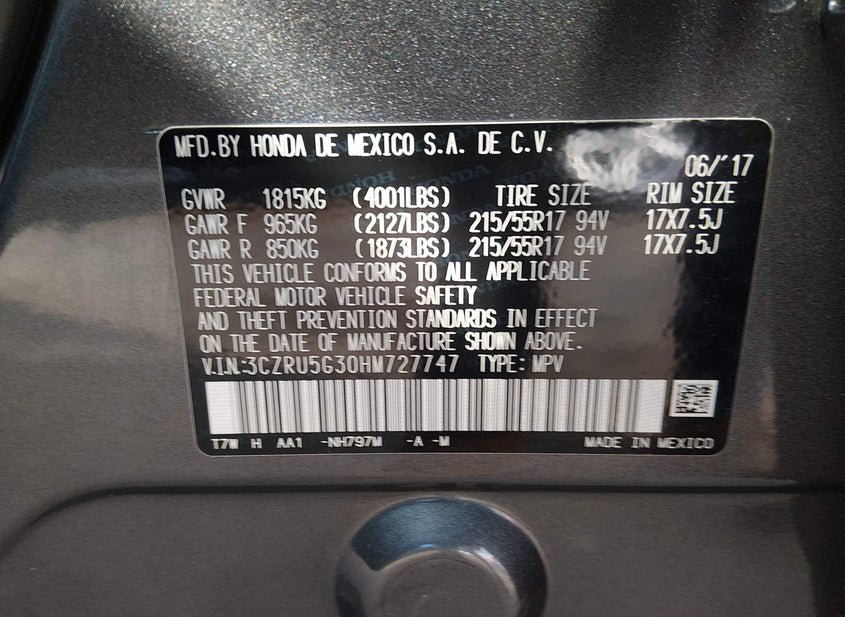 MFD.BY HONDA DE MEXICO S.A. DE C.V.
06/'17
GVWR 1815KG (4001LBS) TIRE SIZE RIM SIZE
GAWR F 965KG (2127LBS) 215/55R17 94V 17X7.5J
GAWR R 850KG (1873LBS) 215/55R17 94V 17X7.5J
THIS VEHICLE CONFORMS TO ALL APPLICABLE
FEDERAL MOTOR VEHICLE SAFETY
AND THEFT PREVENTION STANDARDS IN EFFECT
ON THE DATE OF MANUFACTURE SHOWN ABOVE.
V.I.N.:3CZRU5G30HM727747 TYPE: MPV
T7W H AA1 -NH797M -A -M MADE IN MEXICO